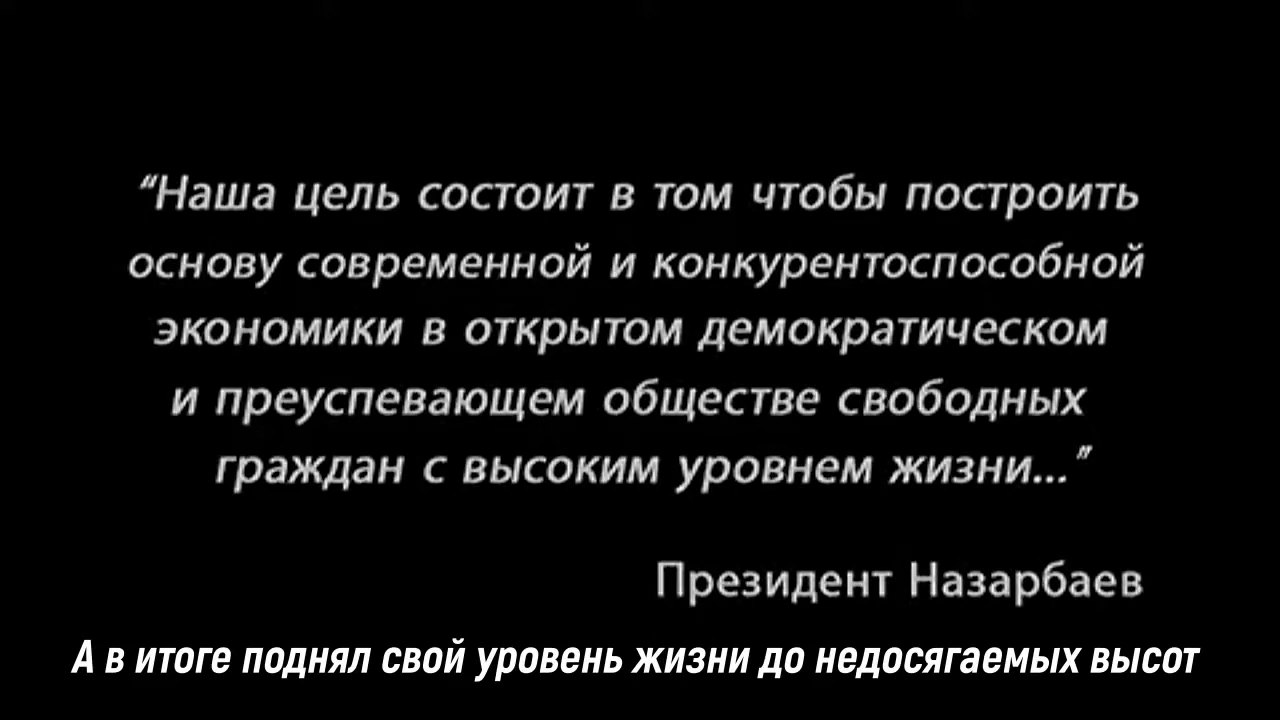 “Наша цель состоит в том чтобы построить
основу современной и конкурентоспособной
экономики в открытом демократическом
и преуспевающем обществе свободных
граждан с высоким уровнем жизни...”
Президент Назарбаев
А в итоге поднял свой уровень жизни до недосягаемых высот